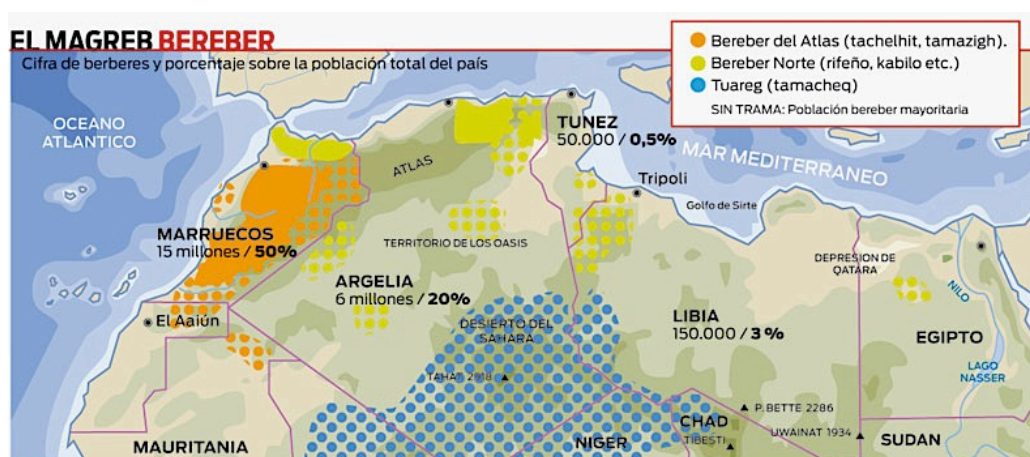 EL MAGREB BEREBER
Cifra de berberes y porcentaje sobre la población total del país
Bereber del Atlas (tachelhit, tamazigh).
Bereber Norte (rifeño, kabilo etc.)
Tuareg (tamacheq)
SIN TRAMA: Población bereber mayoritaria
OCEANO
ATLANTICO
TUNEZ
50.000 / 0,5%
MAR MEDITERRANEO
ATLAS
Tripoli
Golfo de Sirte
MARRUECOS
15 millones / 50%
TERRITORIO DE LOS OASIS
DEPRESION DE
QATARA
ARGELIA
6 millones / 20%
NILO
El Aaiún
DESIERTO DEL
SAHARA
LIBIA
150.000 / 3%
EGIPTO
LAGO
NASSER
TAHAT 2918
P. BETTE 2286
CHAD
UWAINAT 1934
MAURITANIA
NIGER
TIBESTI
SUDAN